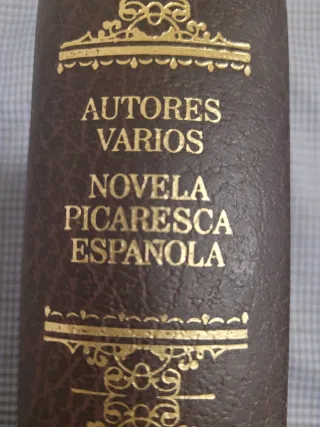 AUTORES
VARIOS
NOVELA
PICARESCA
ESPAÑOLA